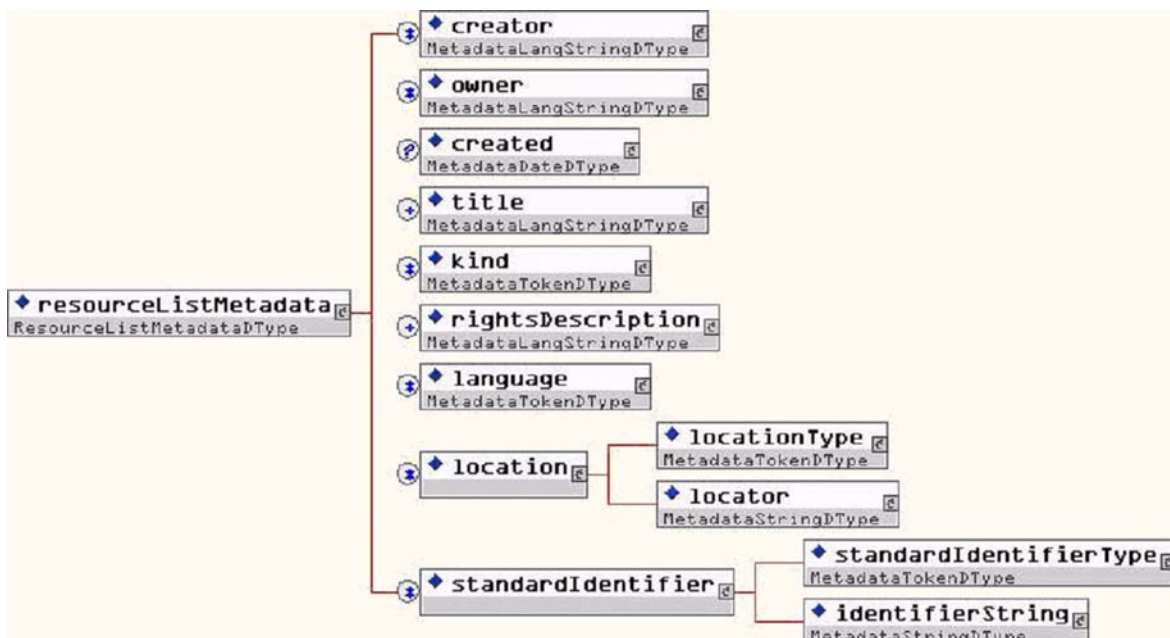 creator
MetadataLangStringDType
owner
MetadataLangStringDType
created
MetadataDateDType
title
MetadataLangStringDType
kind
MetadataTokenDType
resourceListMetadata
ResourceListMetadataDType
rightsDescription
MetadataLangStringDType
language
MetadataTokenDType
location
locationType
MetadataTokenDType
locator
MetadataStringDType
standardIdentifier
standardIdentifierType
MetadataTokenDType
identifierString
MetadataStringDType